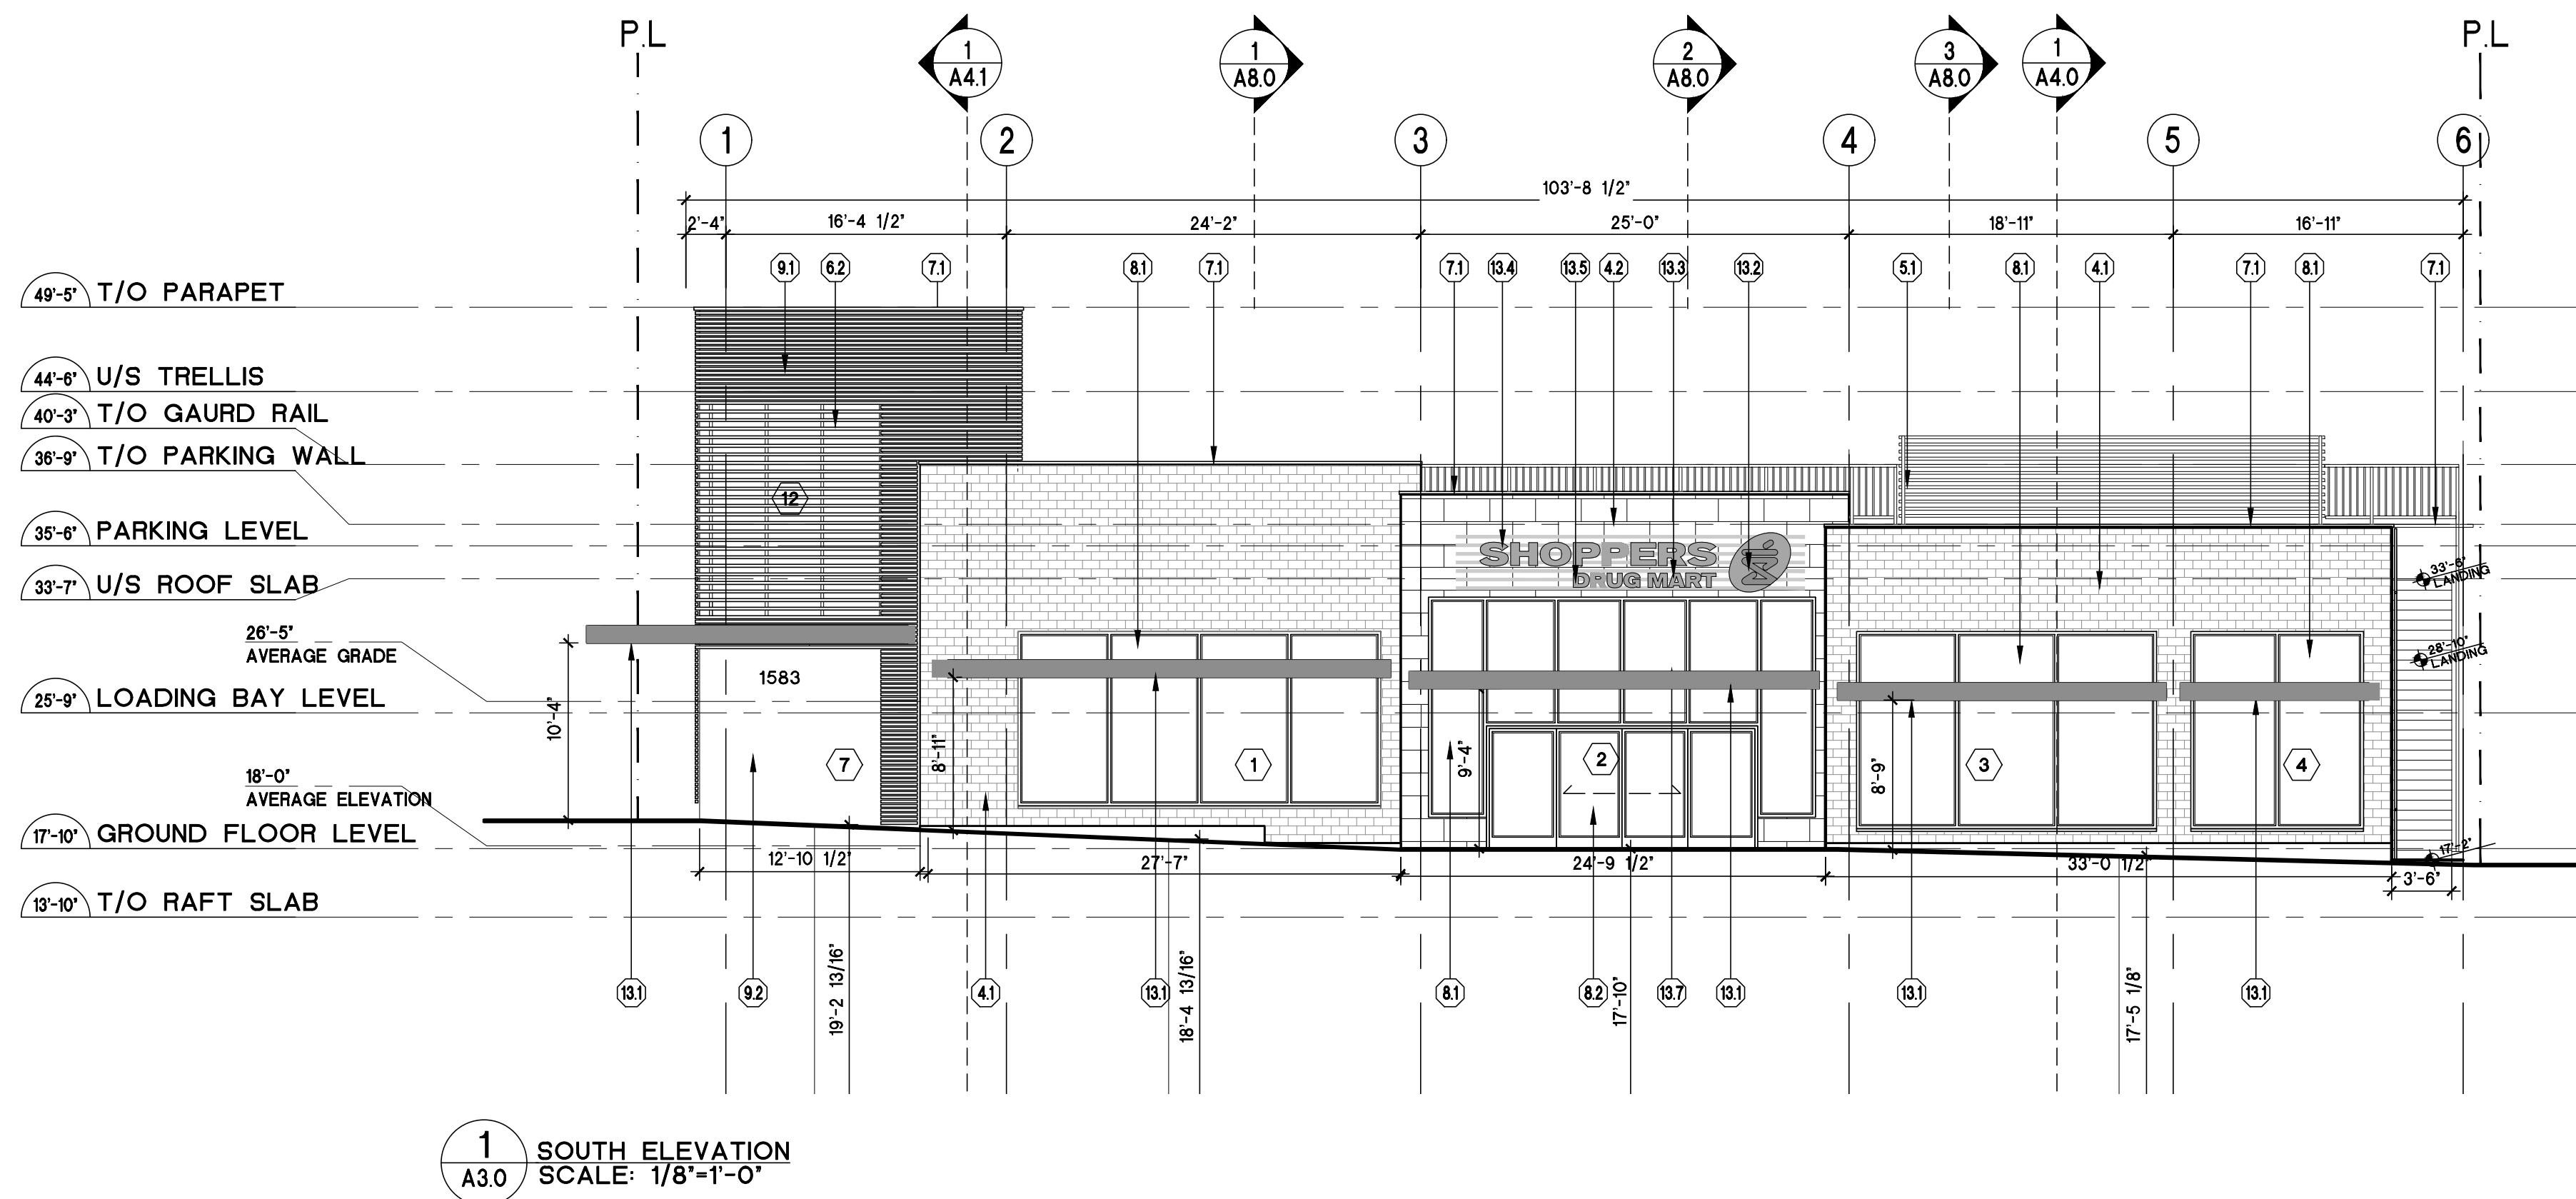 P.L
P.L
1
A4.1
1
A8.0
2
A8.0
3
A8.0
1
A4.0
1
2
3
4
5
6
103'-8 1/2"
2'-4"
16'-4 1/2"
24'-2"
25'-0"
18'-11"
16'-11"
9.1
6.2
7.1
8.1
7.1
7.1
13.4
13.5
4.2
13.3
13.2
5.1
8.1
4.1
7.1
8.1
7.1
49'-5" T/O PARAPET
44'-6" U/S TRELLIS
40'-3" T/O GAURD RAIL
36'-9" T/O PARKING WALL
35'-6" PARKING LEVEL
33'-7" U/S ROOF SLAB
26'-5"
AVERAGE GRADE
25'-9" LOADING BAY LEVEL
18'-0"
AVERAGE ELEVATION
17'-10" GROUND FLOOR LEVEL
13'-10" T/O RAFT SLAB
12
SHOPPERS
DRUG MART
33'-6"
LANDING
28'-10"
LANDING
17'-2"
1583
10'-4"
8'-11"
9'-4"
8'-9"
7
1
2
3
4
12'-10 1/2"
27'-7"
24'-9 1/2"
33'-0 1/2"
3'-6"
19'-2 13/16"
18'-4 13/16"
17'-10"
17'-5 1/8"
13.1
9.2
4.1
13.1
8.1
8.2
13.7
13.1
13.1
13.1
1
A3.0
SOUTH ELEVATION
SCALE: 1/8"=1'-0"